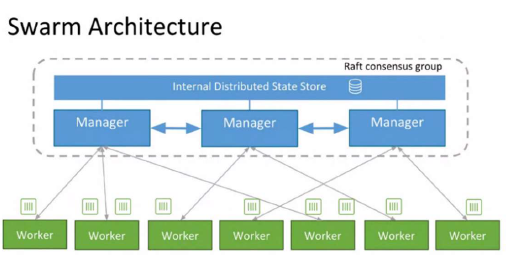 Swarm Architecture
Raft consensus group
Internal Distributed State Store
Manager
Manager
Manager
Worker
Worker
Worker
Worker
Worker
Worker
Worker